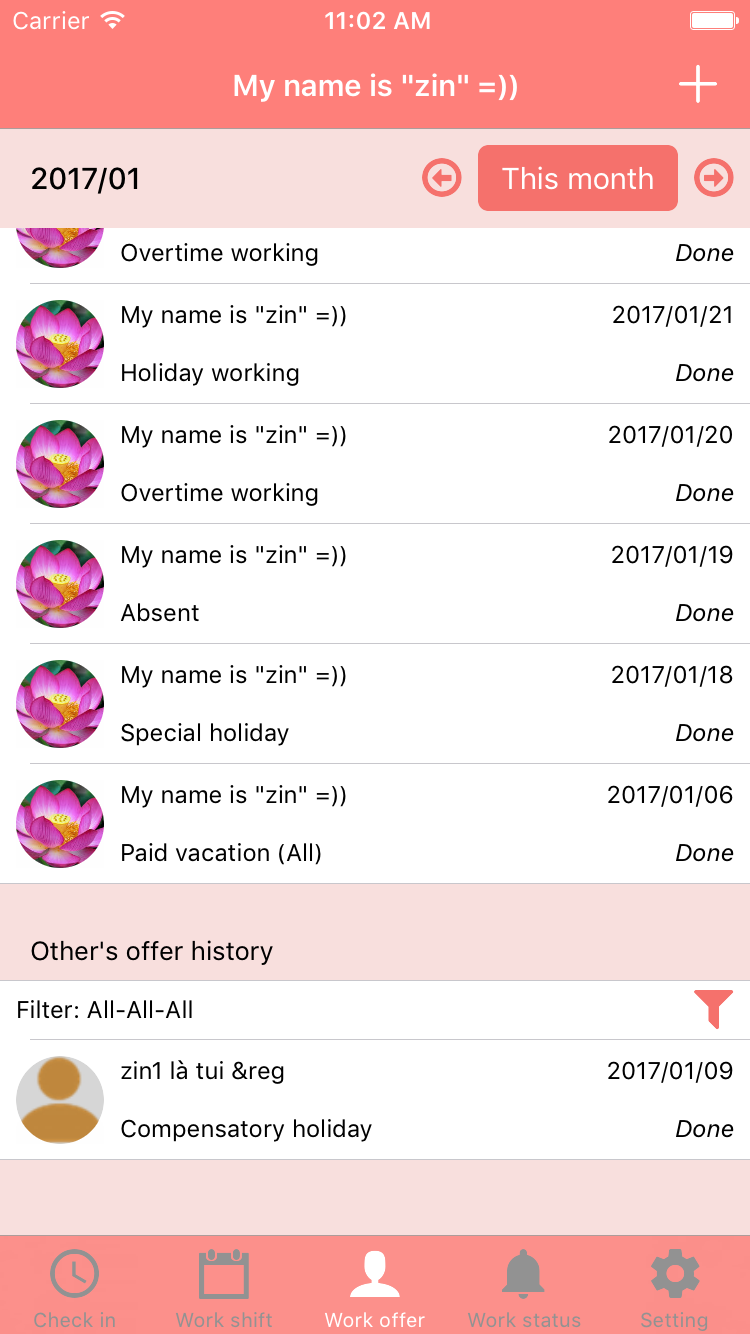 Carrier 11:02 AM
My name is "zin" =))
2017/01 This month
Overtime working Done
My name is "zin" =)) 2017/01/21
Holiday working Done
My name is "zin" =)) 2017/01/20
Overtime working Done
My name is "zin" =)) 2017/01/19
Absent Done
My name is "zin" =)) 2017/01/18
Special holiday Done
My name is "zin" =)) 2017/01/06
Paid vacation (All) Done
Other's offer history
Filter: All-All-All
zin1 là tui &reg 2017/01/09
Compensatory holiday Done
Check in Work shift Work offer Work status Setting